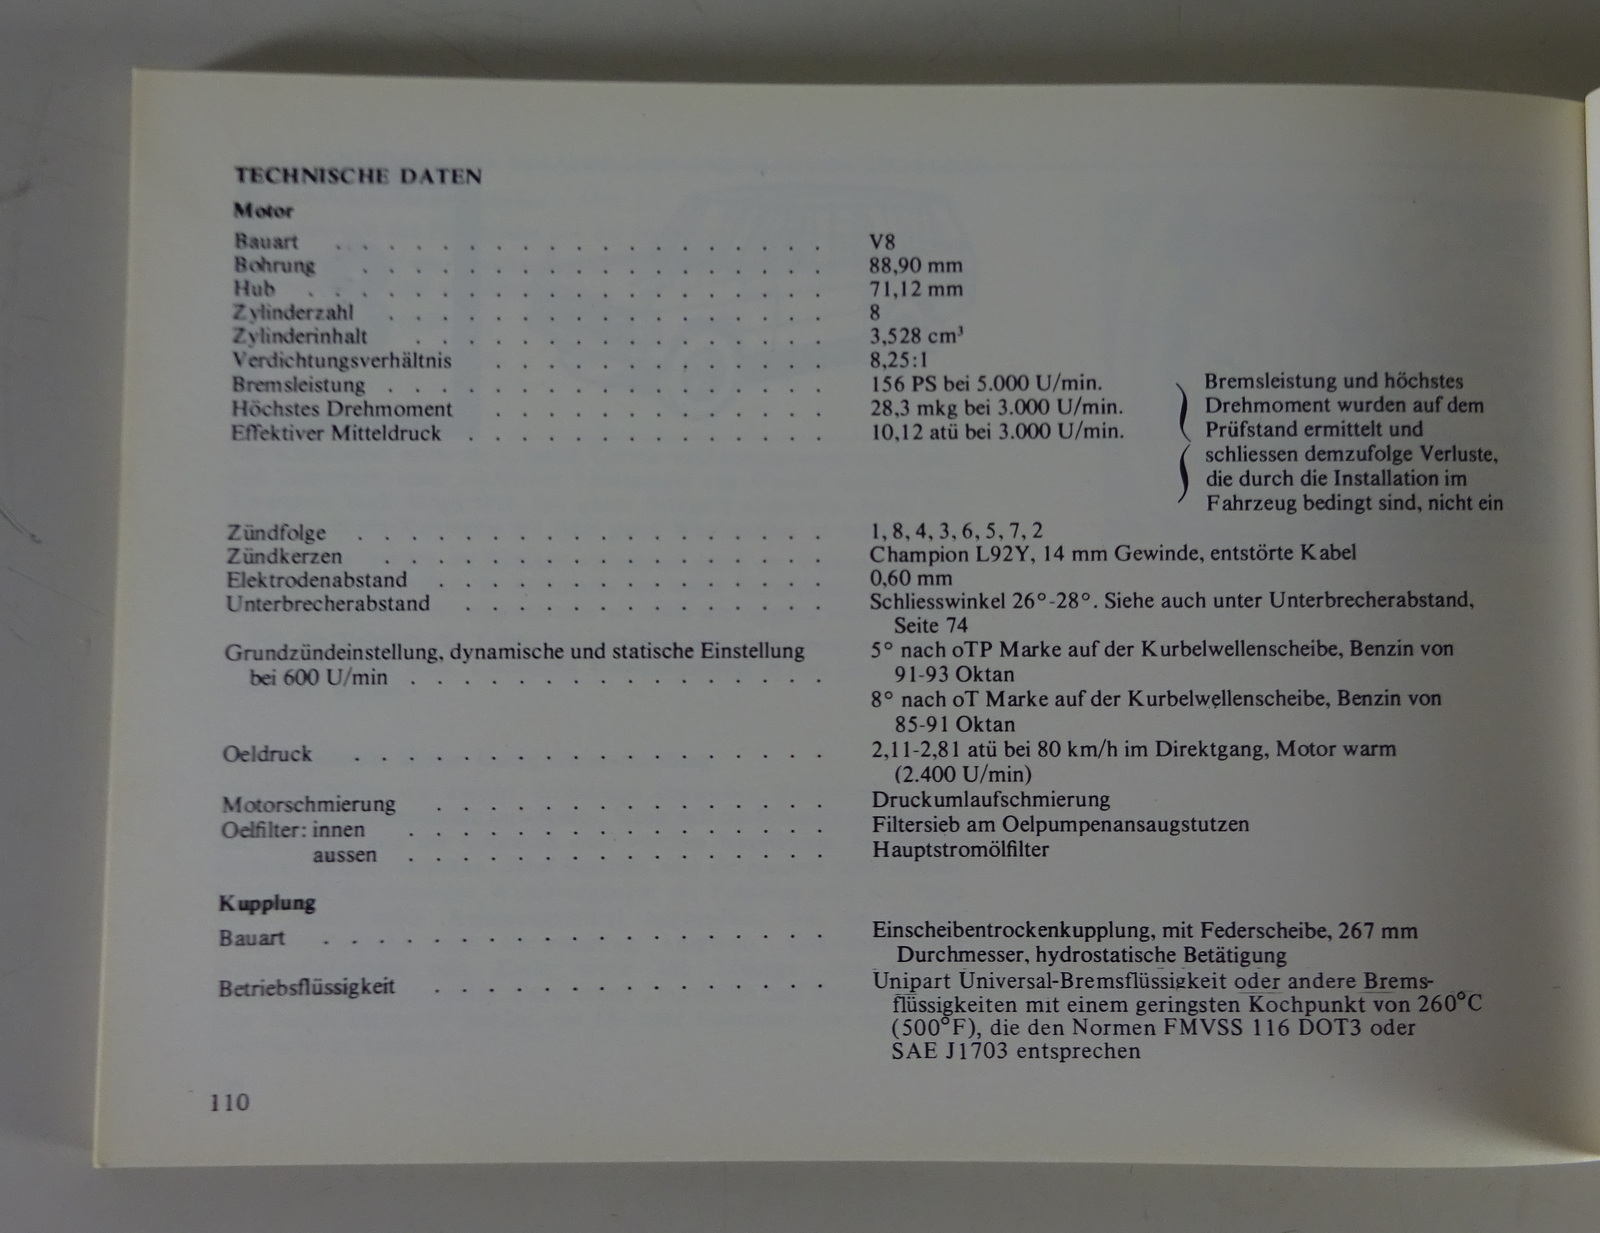 TECHNISCHE DATEN
Motor
Bauart . . . . . . . . . . . . . . . . . . . V8
Bohrung . . . . . . . . . . . . . . . . . . 88,90 mm
Hub . . . . . . . . . . . . . . . . . . . . 71,12 mm
Zylinderzahl . . . . . . . . . . . . . . . . . 8
Zylinderinhalt . . . . . . . . . . . . . . . . 3,528 cm³
Verdichtungsverhältnis . . . . . . . . . . . . . 8,25:1
Bremsleistung . . . . . . . . . . . . . . . . . 156 PS bei 5.000 U/min.
Höchstes Drehmoment . . . . . . . . . . . . . 28,3 mkg bei 3.000 U/min.
Effektiver Mitteldruck . . . . . . . . . . . . . . 10,12 atü bei 3.000 U/min.
Bremsleistung und höchstes
Drehmoment wurden auf dem
Prüfstand ermittelt und
schliessen demzufolge Verluste,
die durch die Installation im
Fahrzeug bedingt sind, nicht ein
Zündfolge . . . . . . . . . . . . . . . . . . 1, 8, 4, 3, 6, 5, 7, 2
Zündkerzen . . . . . . . . . . . . . . . . . Champion L92Y, 14 mm Gewinde, entstörte Kabel
Elektrodenabstand . . . . . . . . . . . . . . . 0,60 mm
Unterbrecherabstand . . . . . . . . . . . . . . Schliesswinkel 26°-28°. Siehe auch unter Unterbrecherabstand,
Seite 74
Grundzündeinstellung, dynamische und statische Einstellung
bei 600 U/min . . . . . . . . . . . . . . . .
5° nach oTP Marke auf der Kurbelwellenscheibe, Benzin von
91-93 Oktan
8° nach oT Marke auf der Kurbelwellenscheibe, Benzin von
85-91 Oktan
Oeldruck . . . . . . . . . . . . . . . . . . 2,11-2,81 atü bei 80 km/h im Direktgang, Motor warm
(2.400 U/min)
Motorschmierung . . . . . . . . . . . . . . . Druckumlaufschmierung
Oelfilter: innen . . . . . . . . . . . . . . . . Filtersieb am Oelpumpenansaugstutzen
aussen . . . . . . . . . . . . . . . . Hauptstromölfilter
Kupplung
Bauart . . . . . . . . . . . . . . . . . . . Einscheibentrockenkupplung, mit Federscheibe, 267 mm
Durchmesser, hydrostatische Betätigung
Betriebsflüssigkeit . . . . . . . . . . . . . . . Unipart Universal-Bremsflüssigkeit oder andere Brems-
flüssigkeiten mit einem geringsten Kochpunkt von 260°C
(500°F), die den Normen FMVSS 116 DOT3 oder
SAE J1703 entsprechen
110